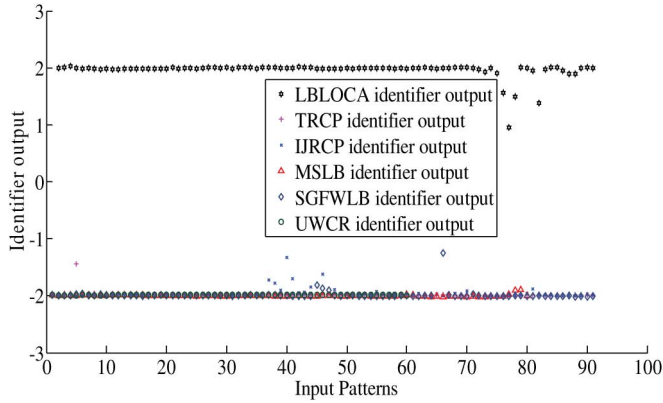 3
2
1
0
-1
-2
-3
Identifier output
LBLOCA identifier output
TRCP identifier output
IJRCP identifier output
MSLB identifier output
SGFWLB identifier output
UWCR identifier output
0 10 20 30 40 50 60 70 80 90 100
Input Patterns